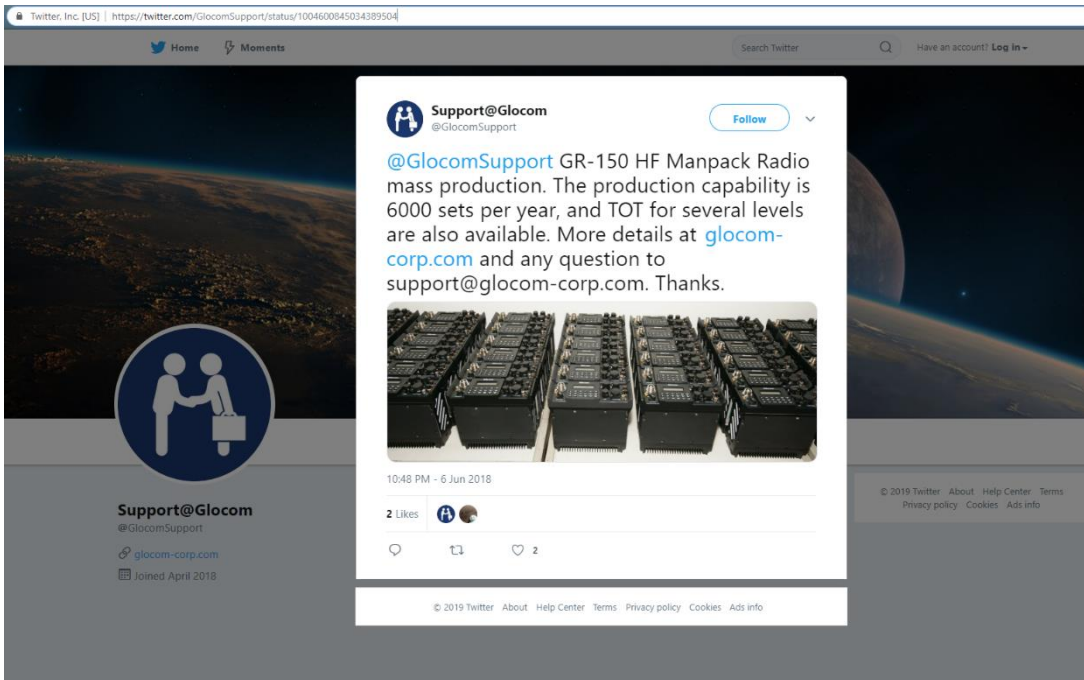 Twitter, Inc. [US] | https://twitter.com/GlocomSupport/status/1004600845034389504
Home Moments Search Twitter Have an account? Log in
Support@Glocom
@GlocomSupport
Follow
@GlocomSupport GR-150 HF Manpack Radio
mass production. The production capability is
6000 sets per year, and TOT for several levels
are also available. More details at glocom-
corp.com and any question to
support@glocom-corp.com. Thanks.
10:48 PM - 6 Jun 2018
2 Likes
2
© 2019 Twitter About Help Center Terms Privacy policy Cookies Ads info
Support@Glocom
@GlocomSupport
glocom-corp.com
Joined April 2018
© 2019 Twitter About Help Center Terms
Privacy policy Cookies Ads info